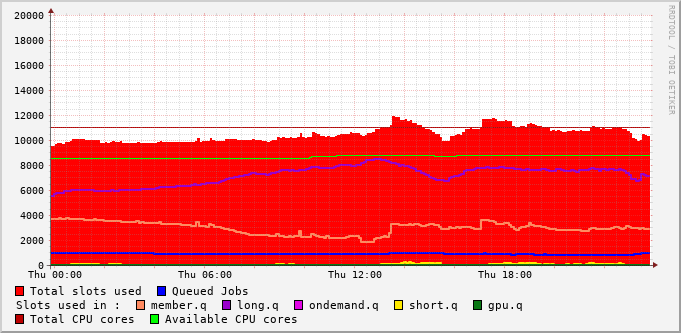 20000
18000
16000
14000
12000
10000
8000
6000
4000
2000
0
Thu 00:00 Thu 06:00 Thu 12:00 Thu 18:00
RRDTOOL / TOBI OETIKER
Total slots used Queued Jobs
Slots used in : member.q long.q ondemand.q short.q gpu.q
Total CPU cores Available CPU cores